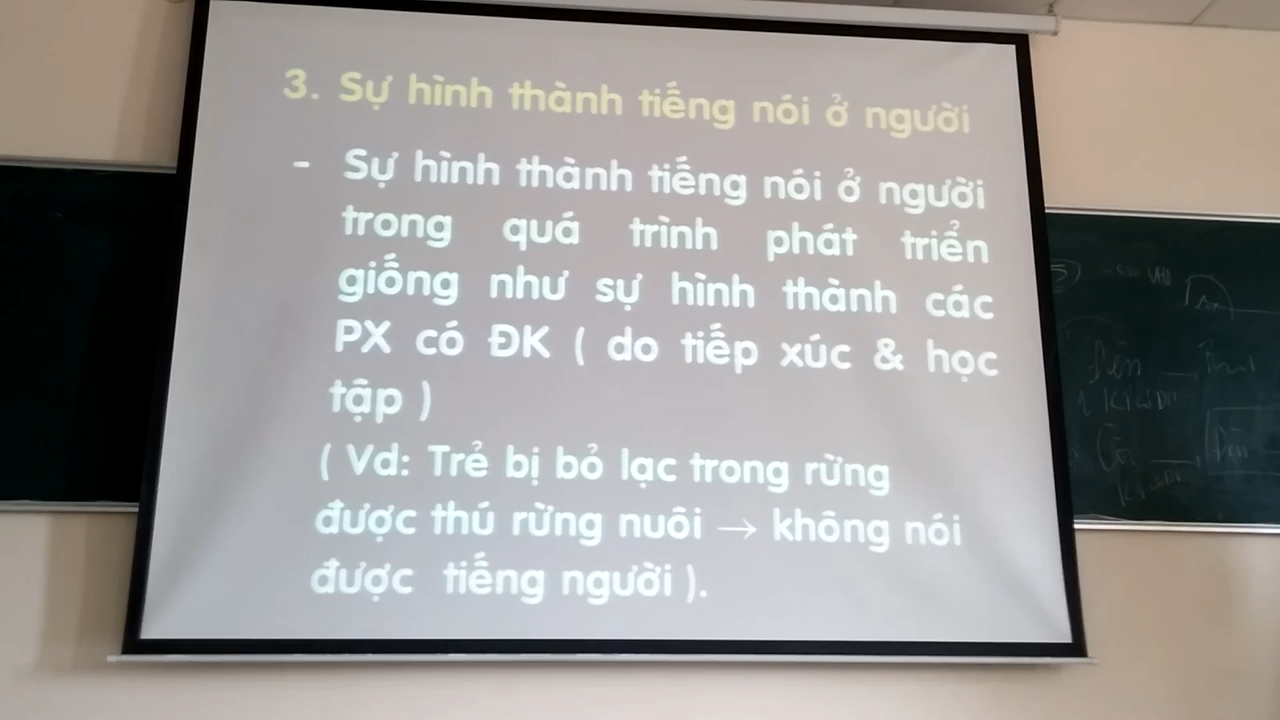 3. Sự hình thành tiếng nói ở người
- Sự hình thành tiếng nói ở người
trong quá trình phát triển
giống như sự hình thành các
PX có ĐK ( do tiếp xúc & học
tập )
( Vd: Trẻ bị bỏ lạc trong rừng
được thú rừng nuôi → không nói
được tiếng người ).